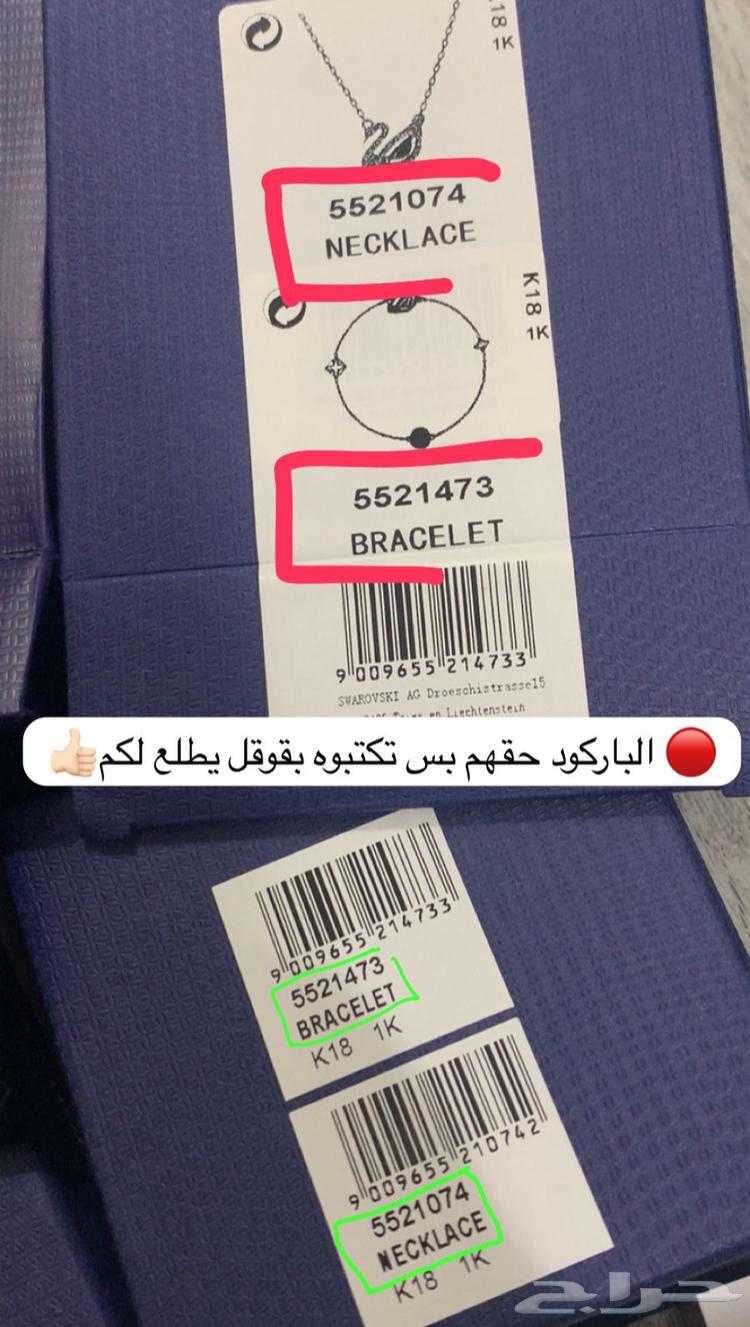 K18
1K
5521074
NECKLACE
K18
1K
5521473
BRACELET
9 009655 214733
SWAROVSKI AG Droeschistrasse15
Liechtenstein
🔴 الباركود حقهم بس تكتبوه بقوقل يطلع لكم👍🏻
9 009655 214733
5521473
BRACELET
K18 1K
9 009655 210742
5521074
NECKLACE
K18 1K
حراج